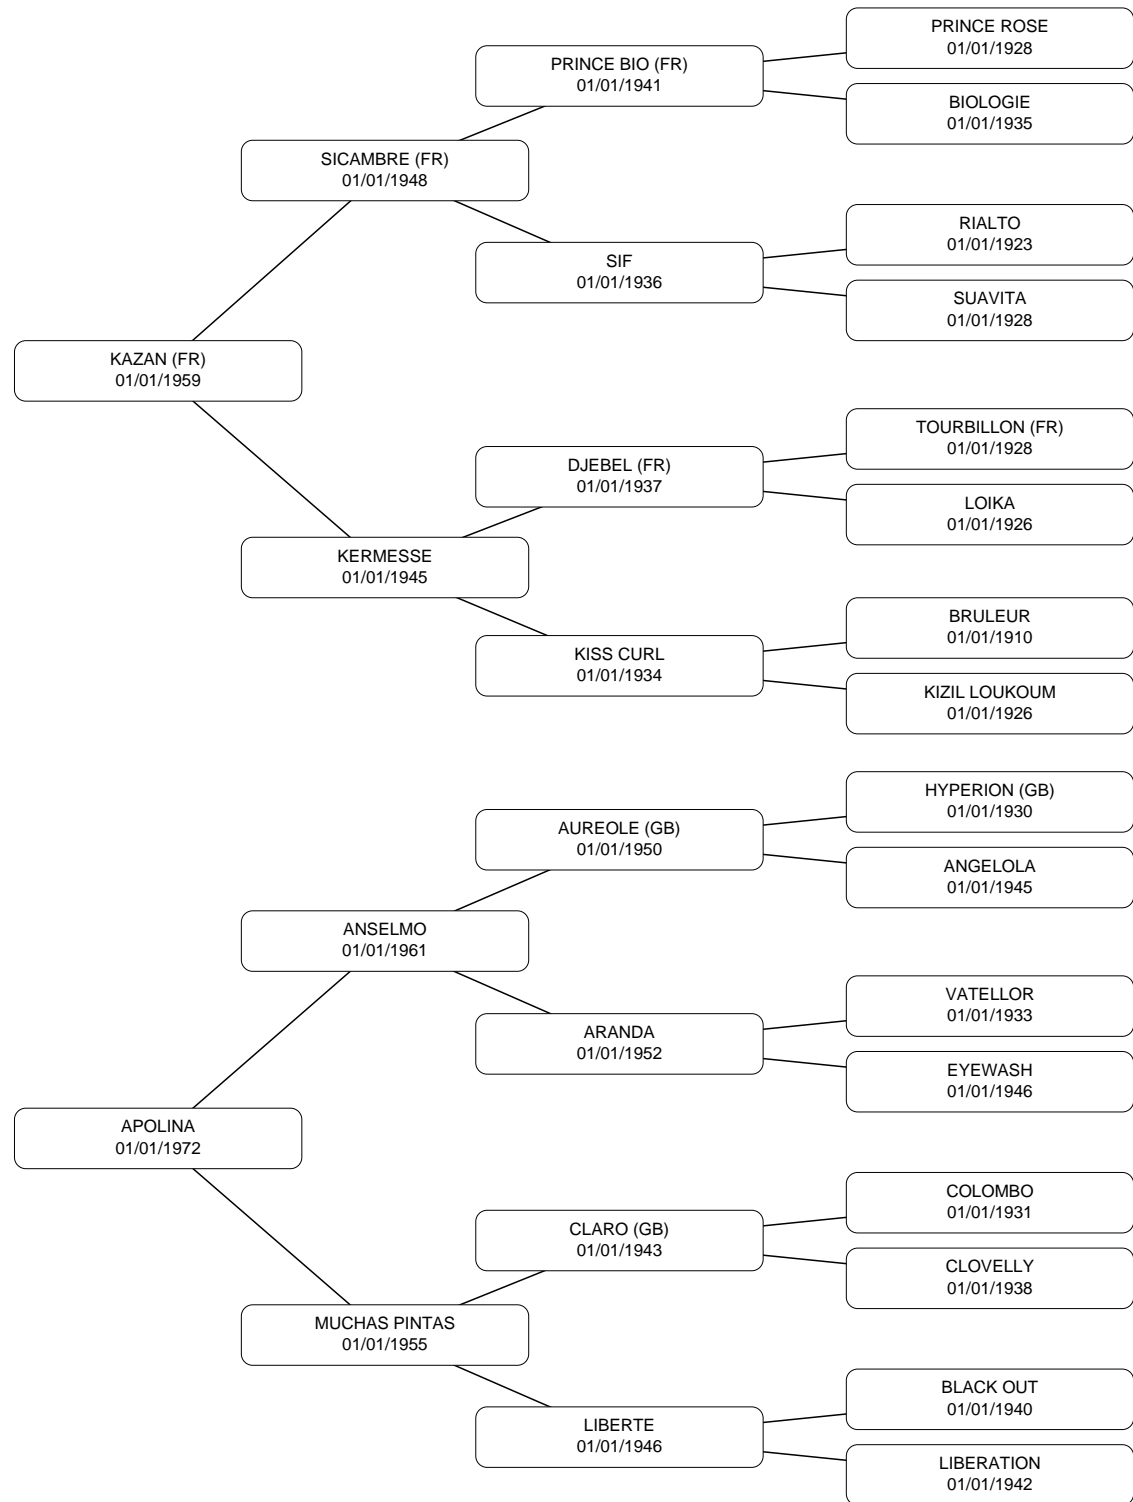 PRINCE ROSE
01/01/1928
PRINCE BIO (FR)
01/01/1941
BIOLOGIE
01/01/1935
SICAMBRE (FR)
01/01/1948
RIALTO
01/01/1923
SIF
01/01/1936
SUAVITA
01/01/1928
KAZAN (FR)
01/01/1959
TOURBILLON (FR)
01/01/1928
DJEBEL (FR)
01/01/1937
LOIKA
01/01/1926
KERMESSE
01/01/1945
BRULEUR
01/01/1910
KISS CURL
01/01/1934
KIZIL LOUKOUM
01/01/1926
HYPERION (GB)
01/01/1930
AUREOLE (GB)
01/01/1950
ANGELOLA
01/01/1945
ANSELMO
01/01/1961
VATELLOR
01/01/1933
ARANDA
01/01/1952
EYEWASH
01/01/1946
APOLINA
01/01/1972
COLOMBO
01/01/1931
CLARO (GB)
01/01/1943
CLOVELLY
01/01/1938
MUCHAS PINTAS
01/01/1955
BLACK OUT
01/01/1940
LIBERTE
01/01/1946
LIBERATION
01/01/1942